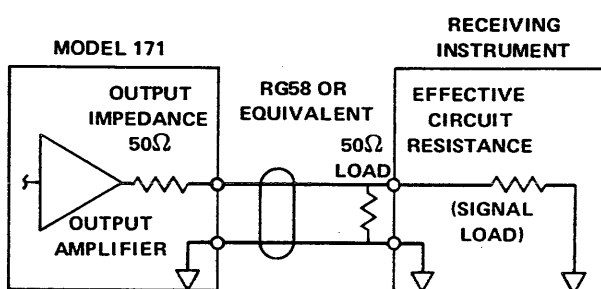 MODEL 171
OUTPUT
IMPEDANCE
50Ω
OUTPUT
AMPLIFIER
RG58 OR
EQUIVALENT
50Ω
LOAD
RECEIVING
INSTRUMENT
EFFECTIVE
CIRCUIT
RESISTANCE
(SIGNAL
LOAD)